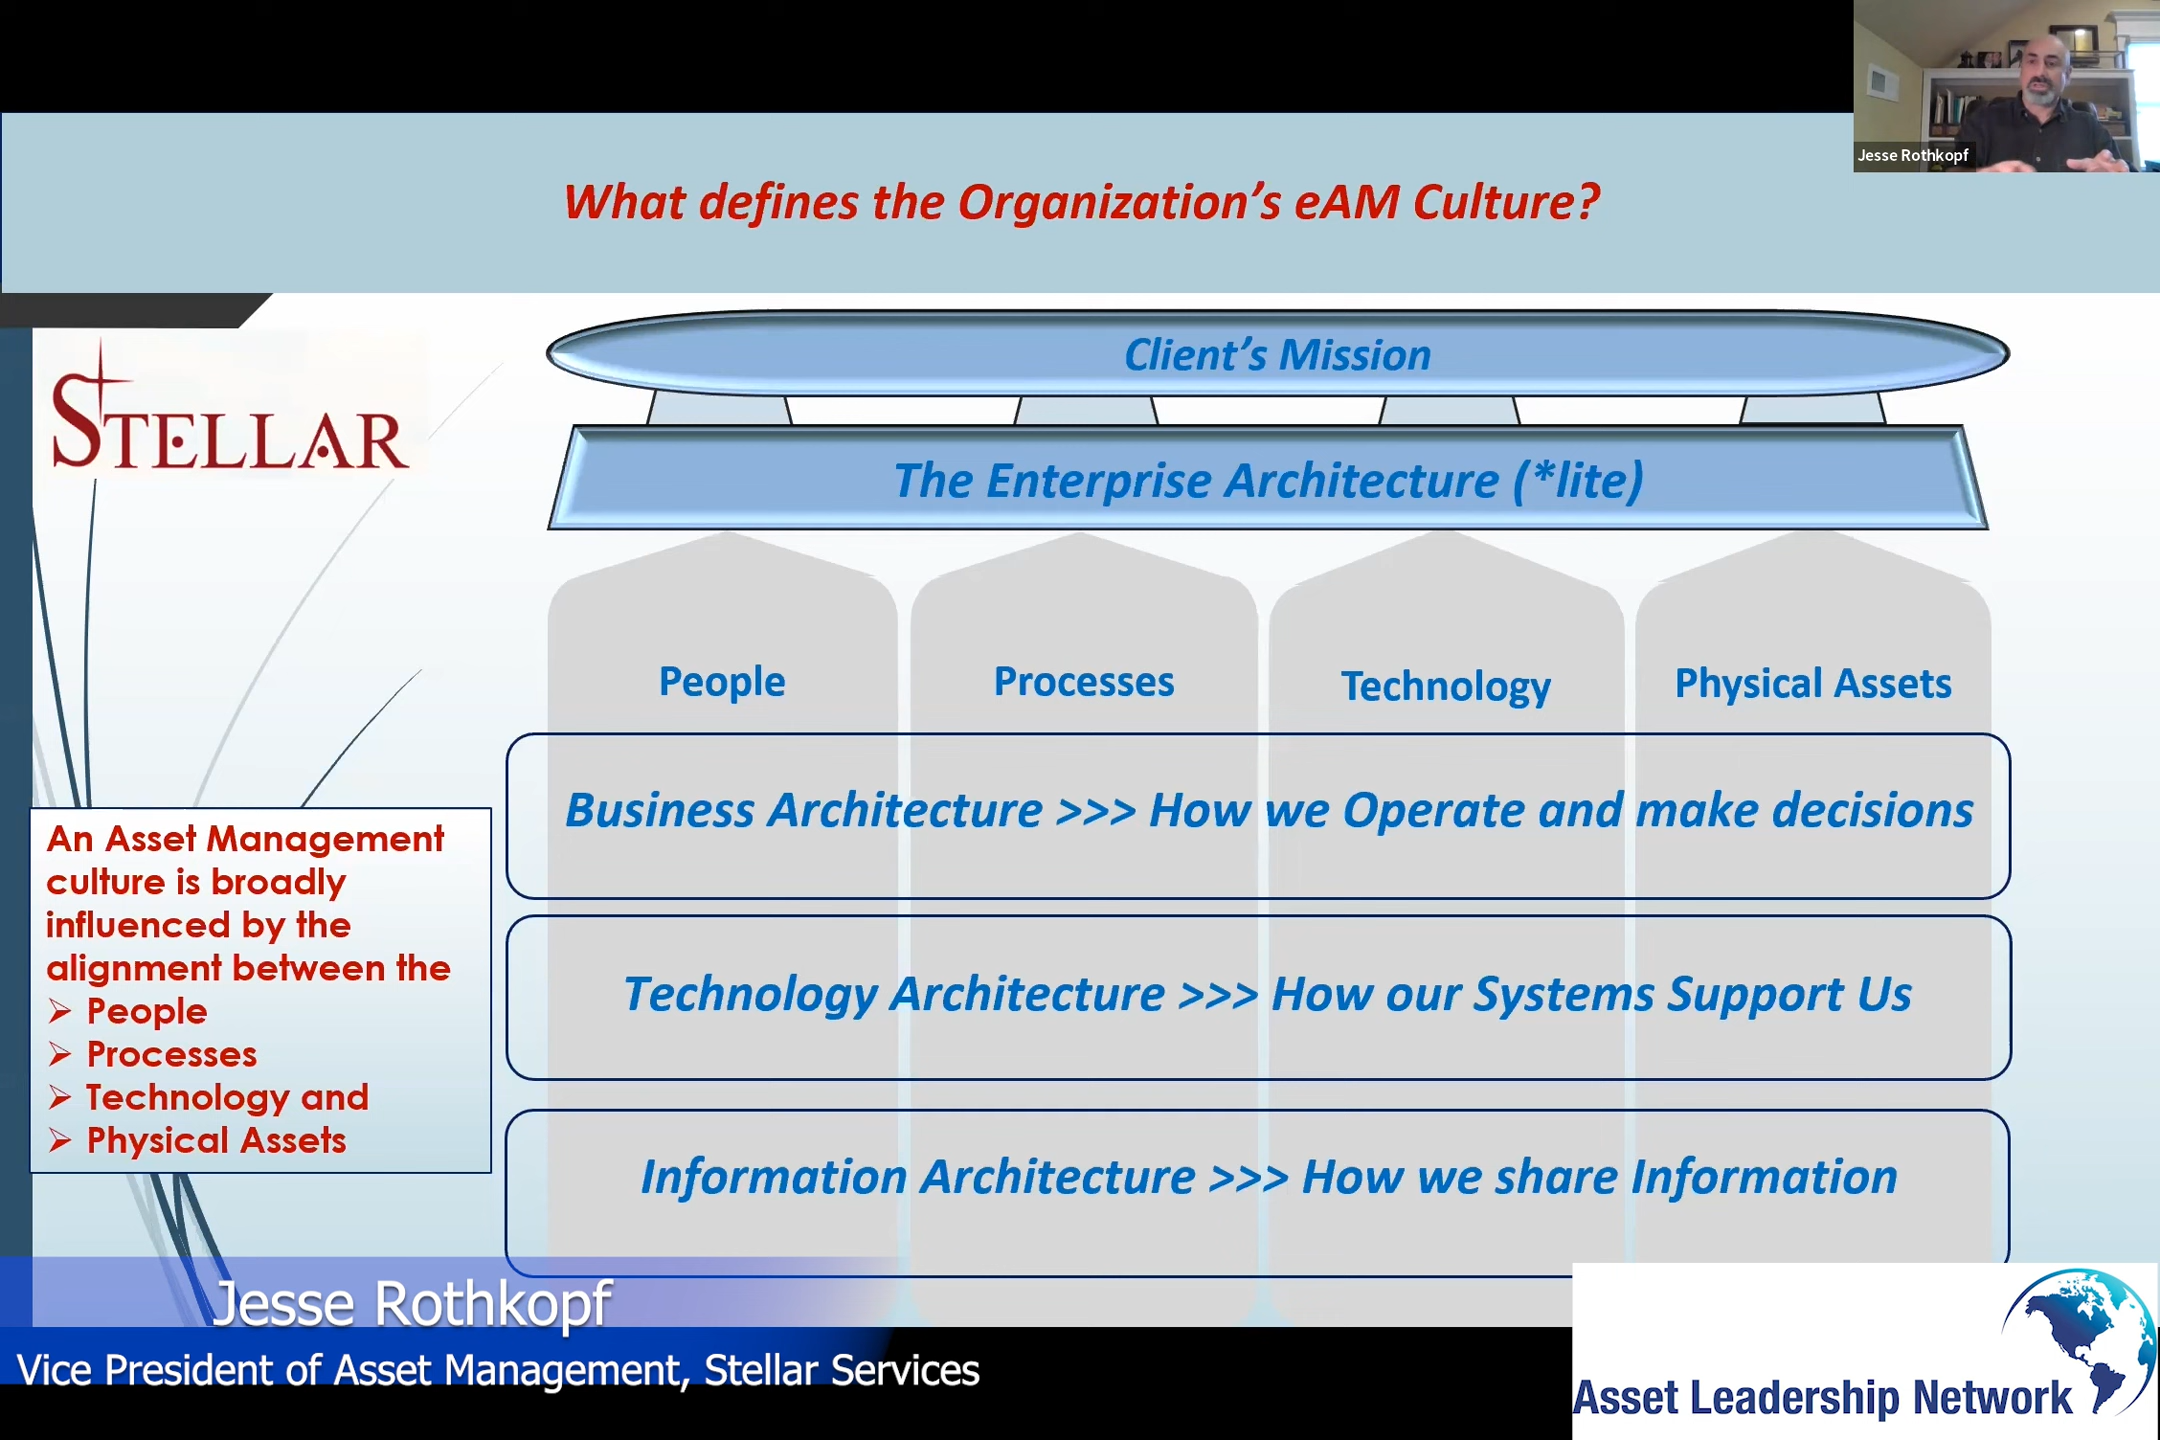 Jesse Rothkopf
What defines the Organization's eAM Culture?
STELLAR
Client's Mission
The Enterprise Architecture (*lite)
People
Processes
Technology
Physical Assets
Business Architecture >>> How we Operate and make decisions
Technology Architecture >>> How our Systems Support Us
Information Architecture >>> How we share Information
An Asset Management
culture is broadly
influenced by the
alignment between the
➢ People
➢ Processes
➢ Technology and
➢ Physical Assets
Jesse Rothkopf
Vice President of Asset Management, Stellar Services
Asset Leadership Network